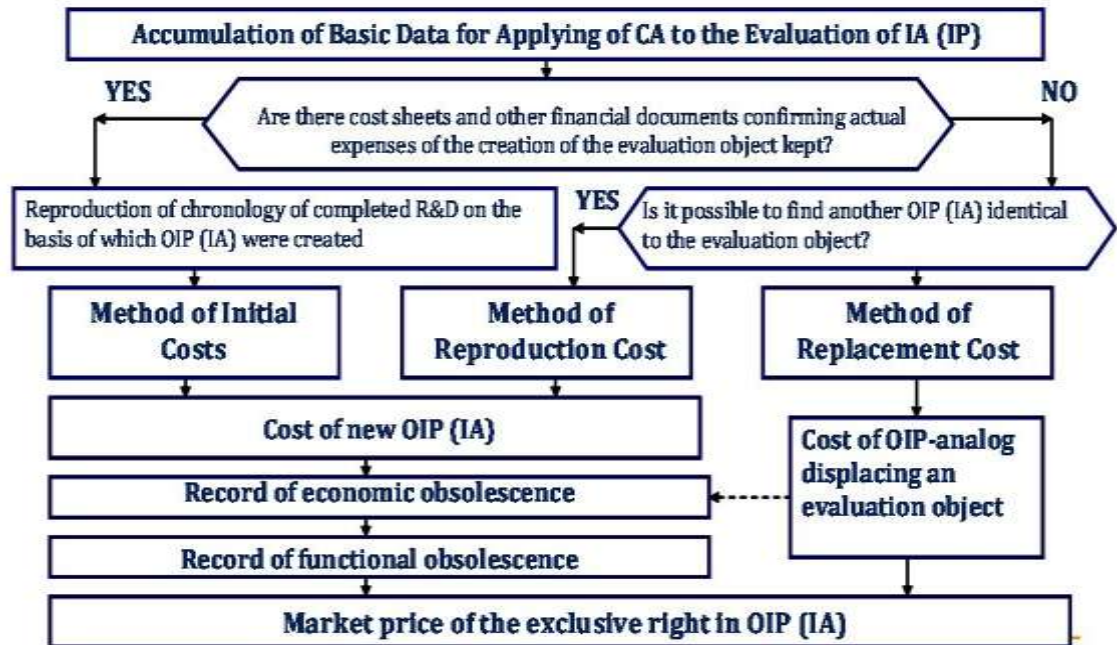 Accumulation of Basic Data for Applying of CA to the Evaluation of IA (IP)
YES
NO
Are there cost sheets and other financial documents confirming actual
expenses of the creation of the evaluation object kept?
Reproduction of chronology of completed R&D on the
basis of which OIP (IA) were created
YES
Is it possible to find another OIP (IA) identical
to the evaluation object?
Method of Initial
Costs
Method of
Reproduction Cost
Method of
Replacement Cost
Cost of new OIP (IA)
Cost of OIP-analog
displacing an
evaluation object
Record of economic obsolescence
Record of functional obsolescence
Market price of the exclusive right in OIP (IA)